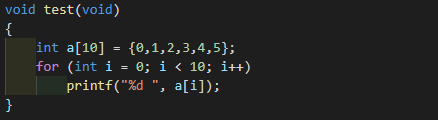 void test(void)
{
    int a[10] = {0,1,2,3,4,5};
    for (int i = 0; i < 10; i++)
        printf("%d ", a[i]);
}